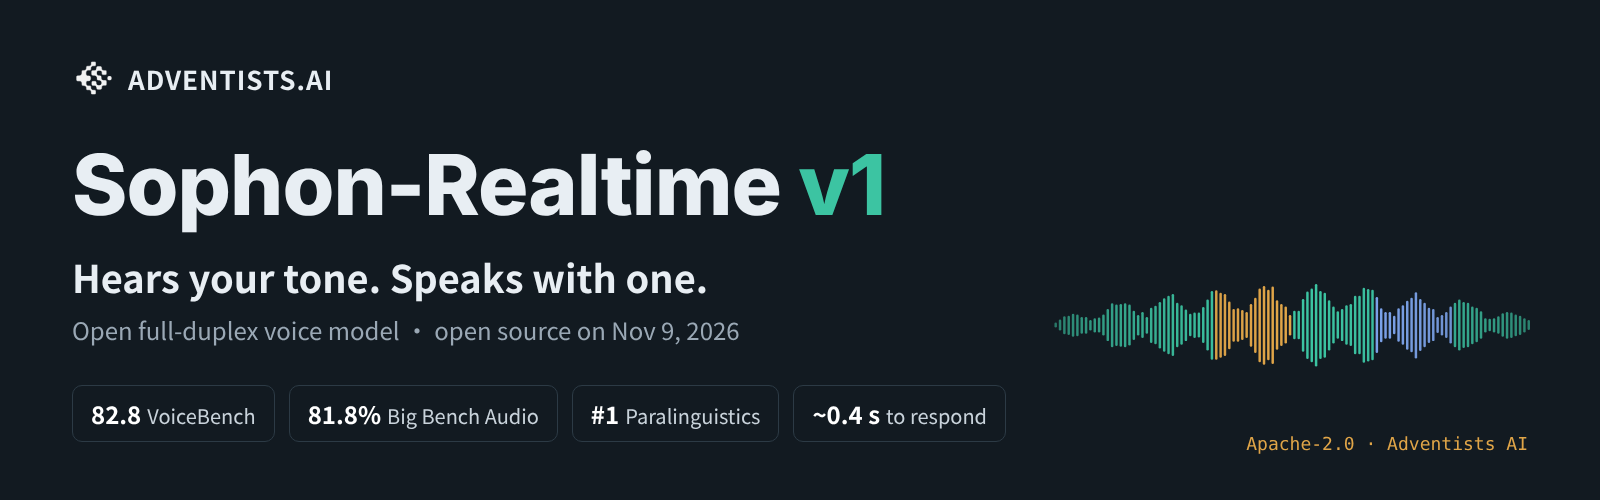 ADVENTISTS.AI
Sophon-Realtime v1
Hears your tone. Speaks with one.
Open full-duplex voice model • open source on Nov 9, 2026
82.8 VoiceBench
81.8% Big Bench Audio
#1 Paralinguistics
~0.4 s to respond
Apache-2.0 · Adventists AI